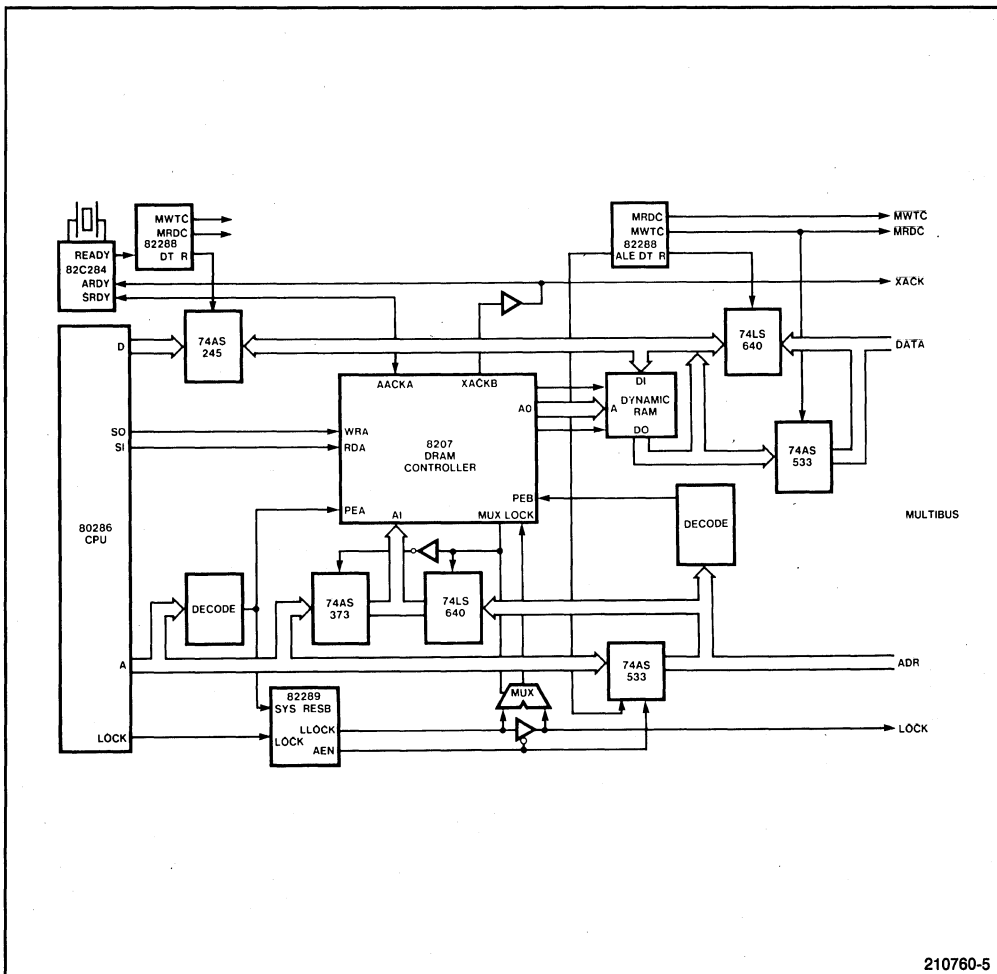 MWTC
MRDC
82288
DT R
READY
82C284
ARDY
SRDY
MRDC
MWTC
82288
ALE DT R
MWTC
MRDC
XACK
D
74AS
245
74LS
640
DATA
AACKA
XACKB
DI
DYNAMIC
RAM
A
DO
AO
SO
SI
WRA
RDA
8207
DRAM
CONTROLLER
74AS
533
PEA
AI
MUX LOCK
PEB
DECODE
MULTIBUS
80286
CPU
DECODE
74AS
373
74LS
640
A
74AS
533
ADR
82289
SYS RESB
LOCK
LLOCK
AEN
MUX
LOCK
LOCK
210760-5